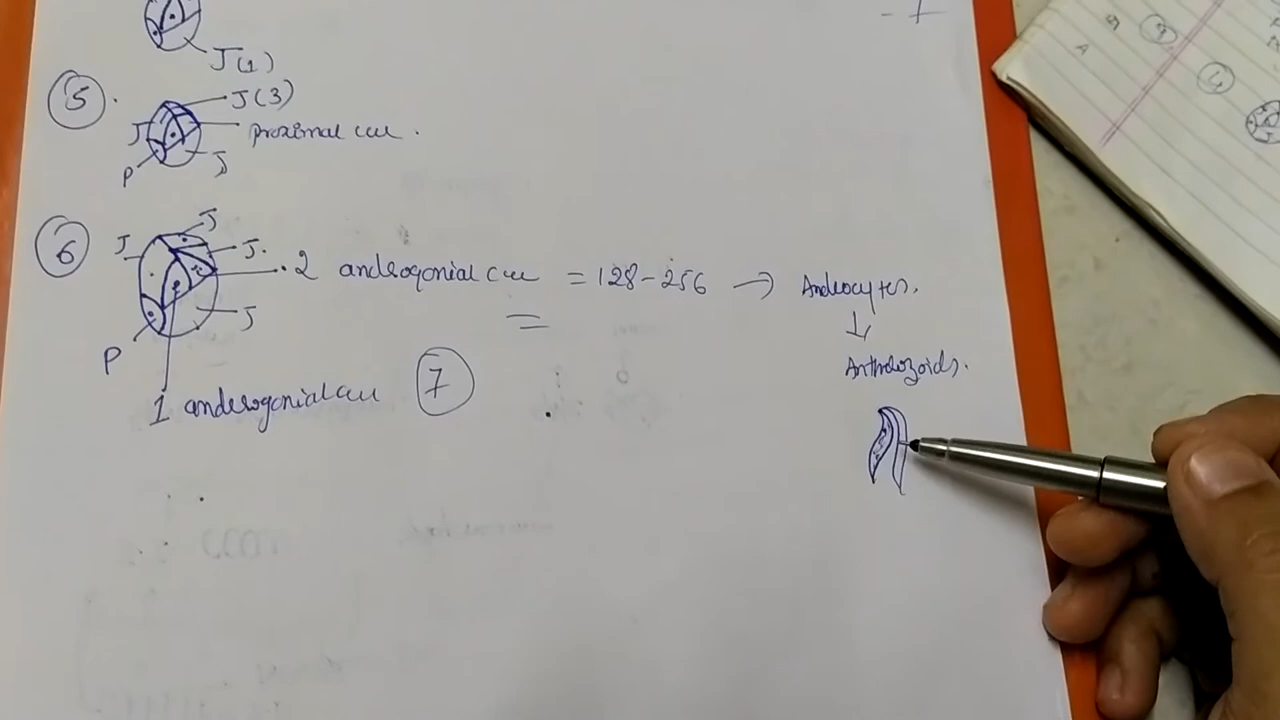 J(1)
5
J(3)
J
proximal cell.
P
J
6
J
J
J.
2 androgonial cell = 128-256 → Androcytes.
J
↓
P
Antherozoids.
1 androgonial cell 7